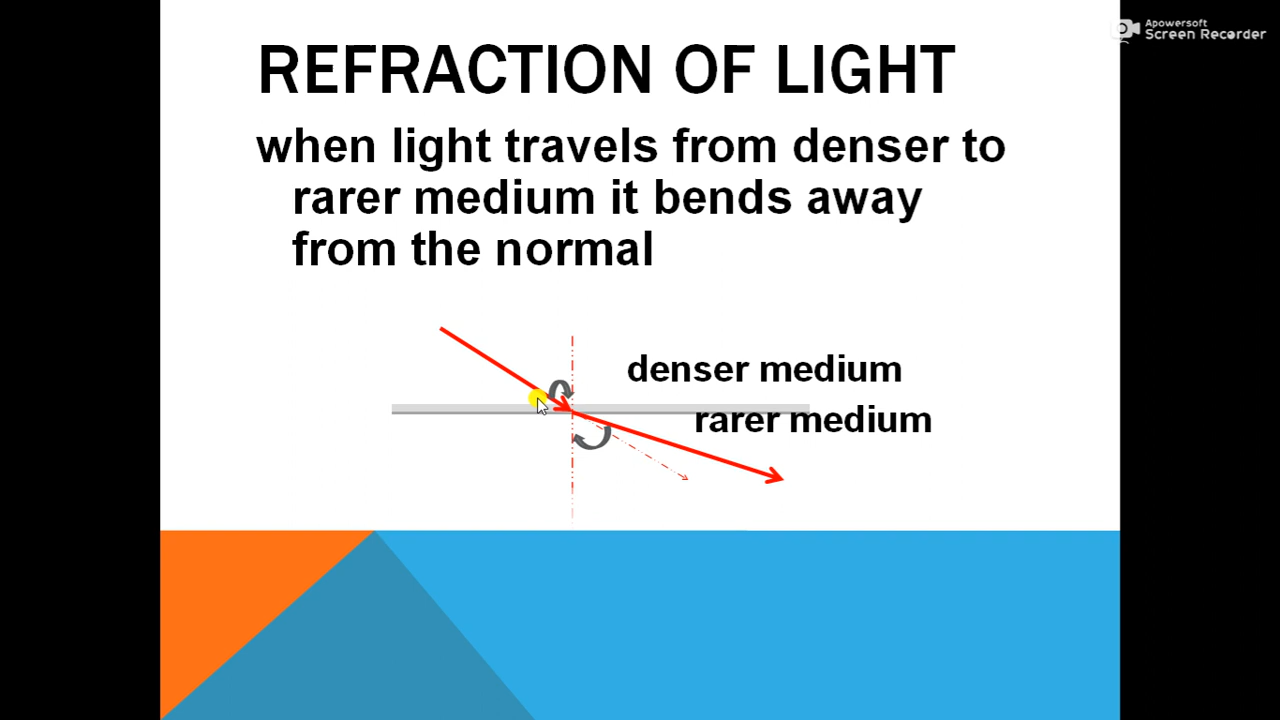 Apowersoft
Screen Recorder
REFRACTION OF LIGHT
when light travels from denser to
rarer medium it bends away
from the normal
denser medium
rarer medium